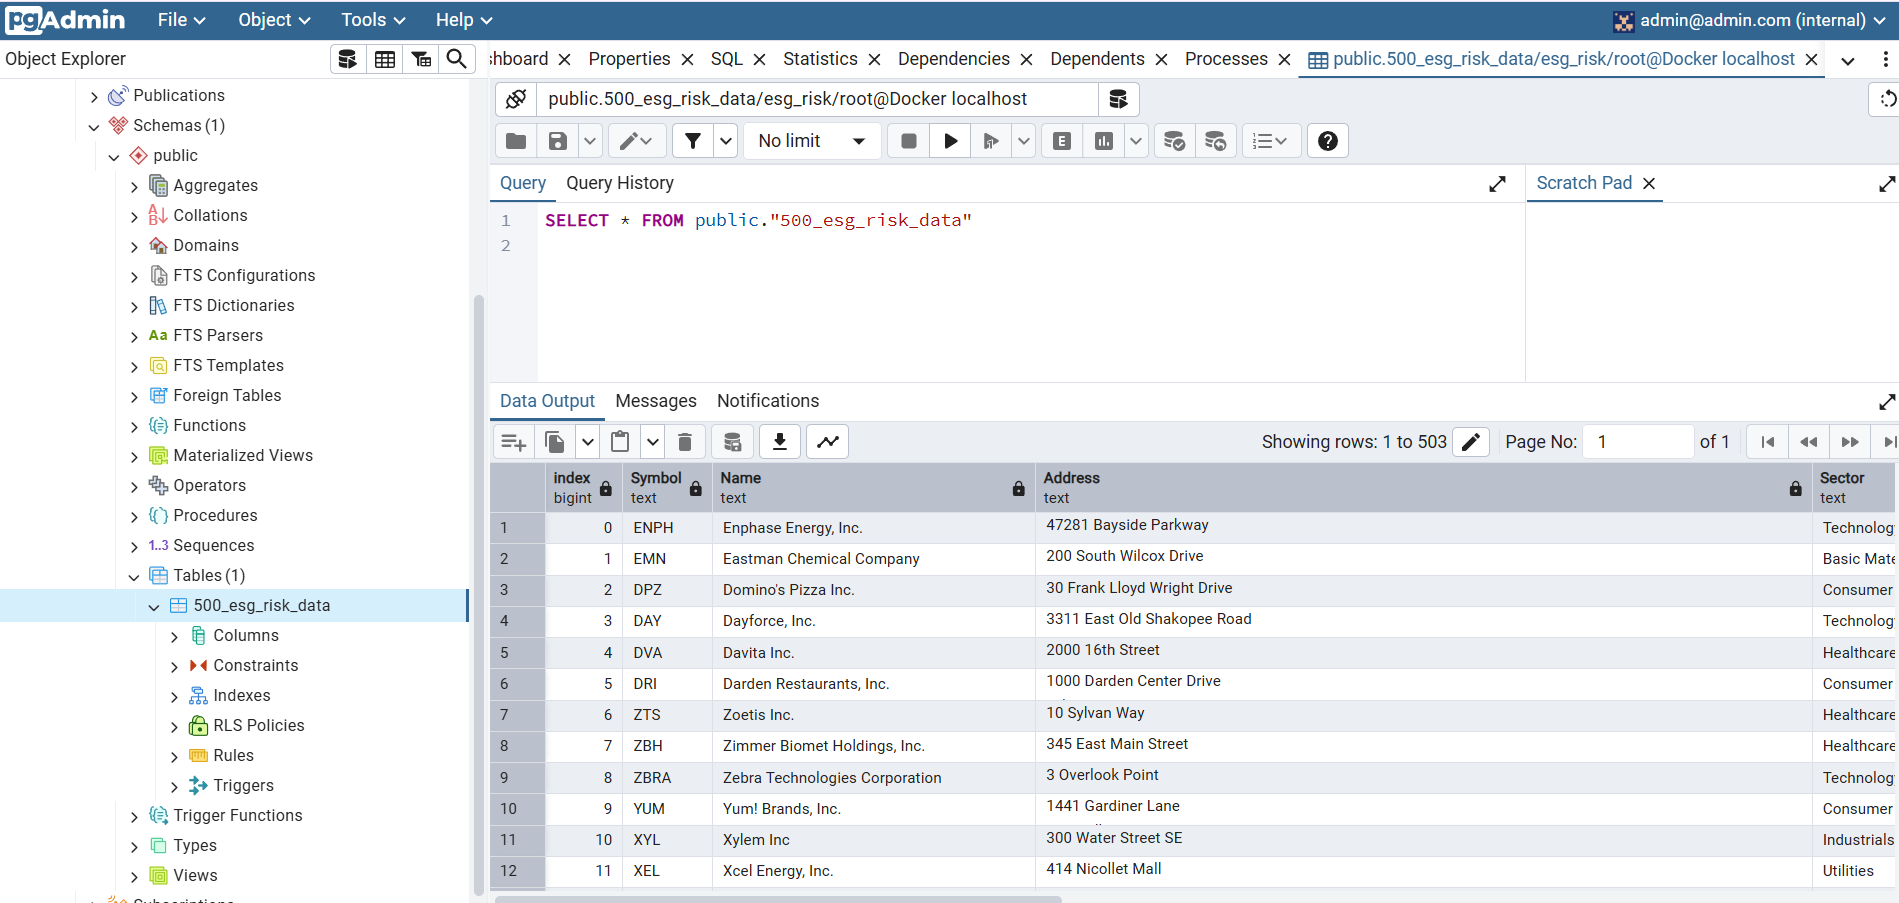 pgAdmin File Object Tools Help admin@admin.com (internal)
Object Explorer
shboard Properties SQL Statistics Dependencies Dependents Processes public.500_esg_risk_data/esg_risk/root@Docker localhost
Publications
Schemas (1)
public
Aggregates
Collations
Domains
FTS Configurations
FTS Dictionaries
Aa FTS Parsers
FTS Templates
Foreign Tables
Functions
Materialized Views
Operators
Procedures
1..3 Sequences
Tables (1)
500_esg_risk_data
Columns
Constraints
Indexes
RLS Policies
Rules
Triggers
Trigger Functions
Types
Views
Subscriptions
public.500_esg_risk_data/esg_risk/root@Docker localhost
No limit E
Query Query History Scratch Pad
1 SELECT * FROM public."500_esg_risk_data"
2
Data Output Messages Notifications
Showing rows: 1 to 503 Page No: 1 of 1
index Symbol Name Address Sector
bigint text text text text
1 0 ENPH Enphase Energy, Inc. 47281 Bayside Parkway Technolog
2 1 EMN Eastman Chemical Company 200 South Wilcox Drive Basic Mate
3 2 DPZ Domino's Pizza Inc. 30 Frank Lloyd Wright Drive Consumer
4 3 DAY Dayforce, Inc. 3311 East Old Shakopee Road Technolog
5 4 DVA Davita Inc. 2000 16th Street Healthcare
6 5 DRI Darden Restaurants, Inc. 1000 Darden Center Drive Consumer
7 6 ZTS Zoetis Inc. 10 Sylvan Way Healthcare
8 7 ZBH Zimmer Biomet Holdings, Inc. 345 East Main Street Healthcare
9 8 ZBRA Zebra Technologies Corporation 3 Overlook Point Technolog
10 9 YUM Yum! Brands, Inc. 1441 Gardiner Lane Consumer
11 10 XYL Xylem Inc 300 Water Street SE Industrials
12 11 XEL Xcel Energy, Inc. 414 Nicollet Mall Utilities